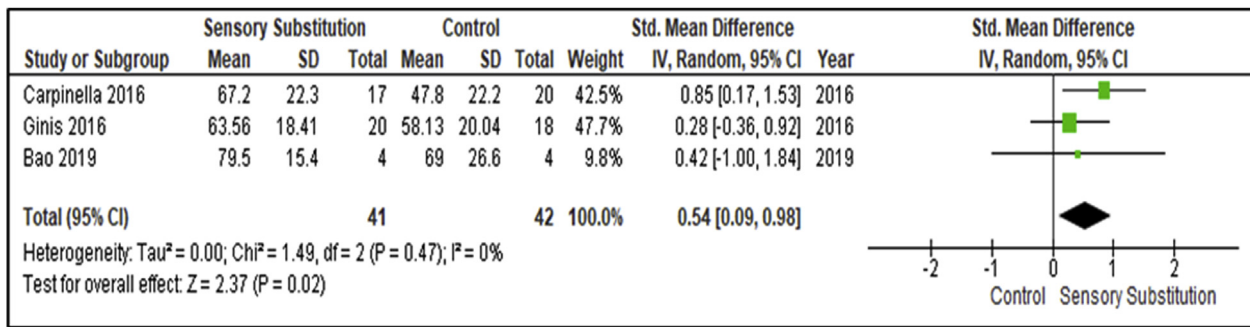 Sensory Substitution Control Std. Mean Difference Std. Mean Difference
Study or Subgroup Mean SD Total Mean SD Total Weight IV, Random, 95% CI Year IV, Random, 95% CI
Carpinella 2016 67.2 22.3 17 47.8 22.2 20 42.5% 0.85 [0.17, 1.53] 2016
Ginis 2016 63.56 18.41 20 58.13 20.04 18 47.7% 0.28 [-0.36, 0.92] 2016
Bao 2019 79.5 15.4 4 69 26.6 4 9.8% 0.42 [-1.00, 1.84] 2019
Total (95% CI) 41 42 100.0% 0.54 [0.09, 0.98]
Heterogeneity: Tau² = 0.00; Chi² = 1.49, df = 2 (P = 0.47); I² = 0%
Test for overall effect: Z = 2.37 (P = 0.02)
-2 -1 0 1 2
Control Sensory Substitution